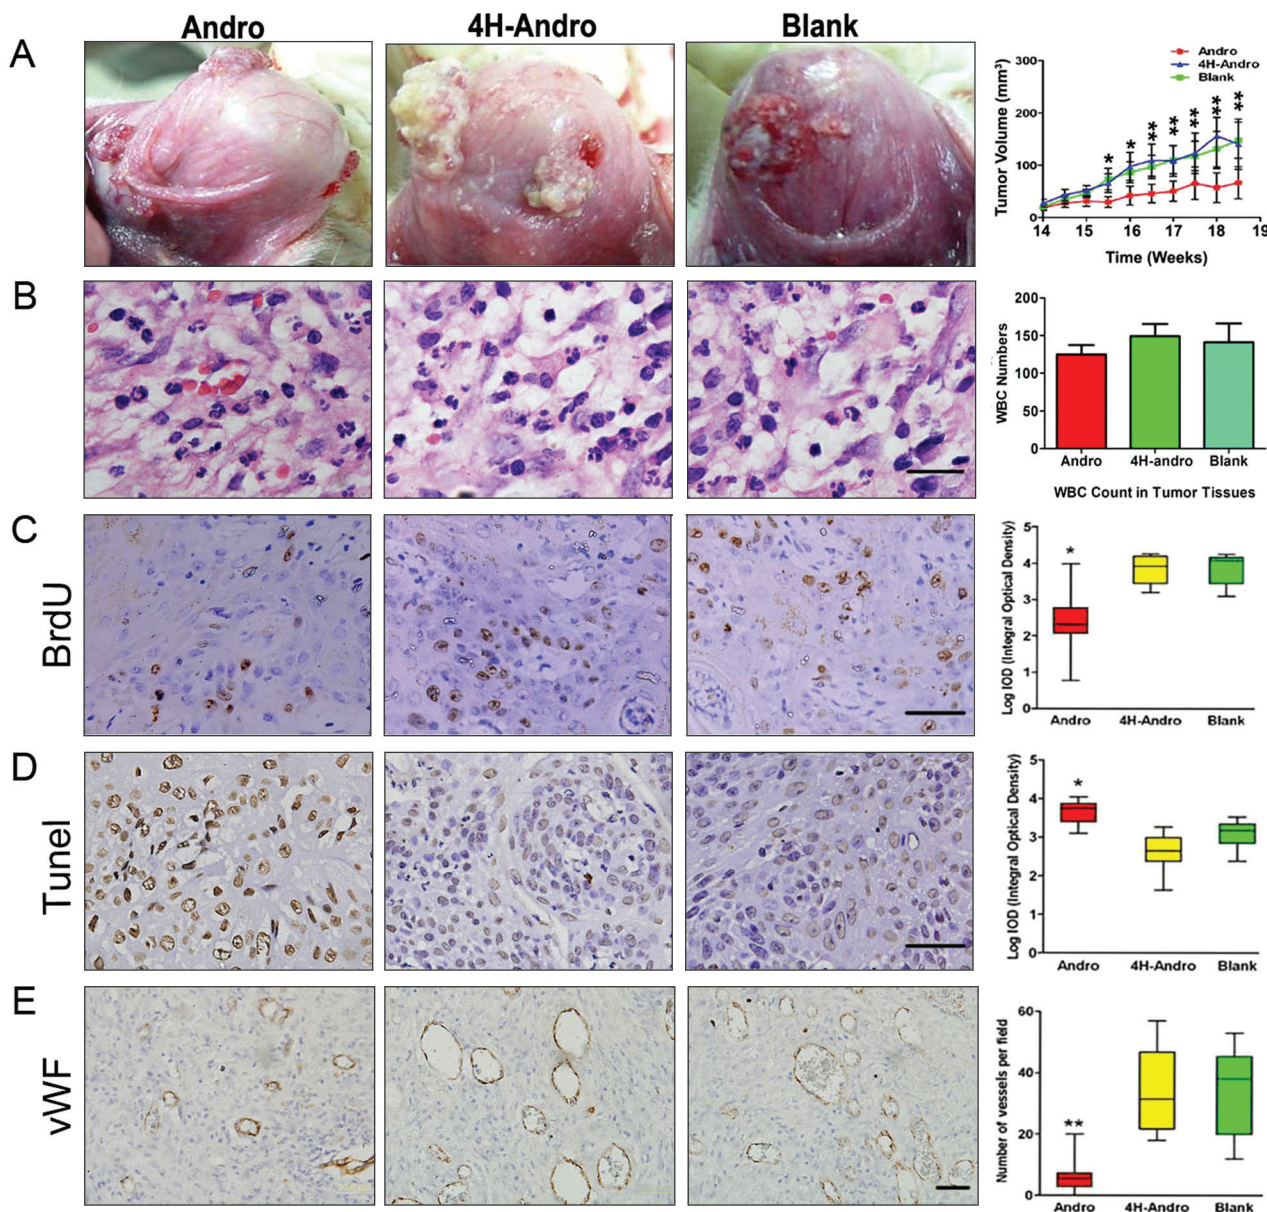 Andro 4H-Andro Blank
A
Andro
4H-Andro
Blank
Tumor Volume (mm³)
300
200
100
0
* * ** ** ** ** **
14 15 16 17 18 19
Time (Weeks)
B
WBC Numbers
200
150
100
50
0
Andro 4H-andro Blank
WBC Count in Tumor Tissues
C
BrdU
Log IOD (Integral Optical Density)
5
4
3
2
1
0
*
Andro 4H-Andro Blank
D
Tunel
Log IOD (Integral Optical Density)
5
4
3
2
1
0
*
Andro 4H-Andro Blank
E
vWF
Number of vessels per field
60
40
20
0
**
Andro 4H-Andro Blank